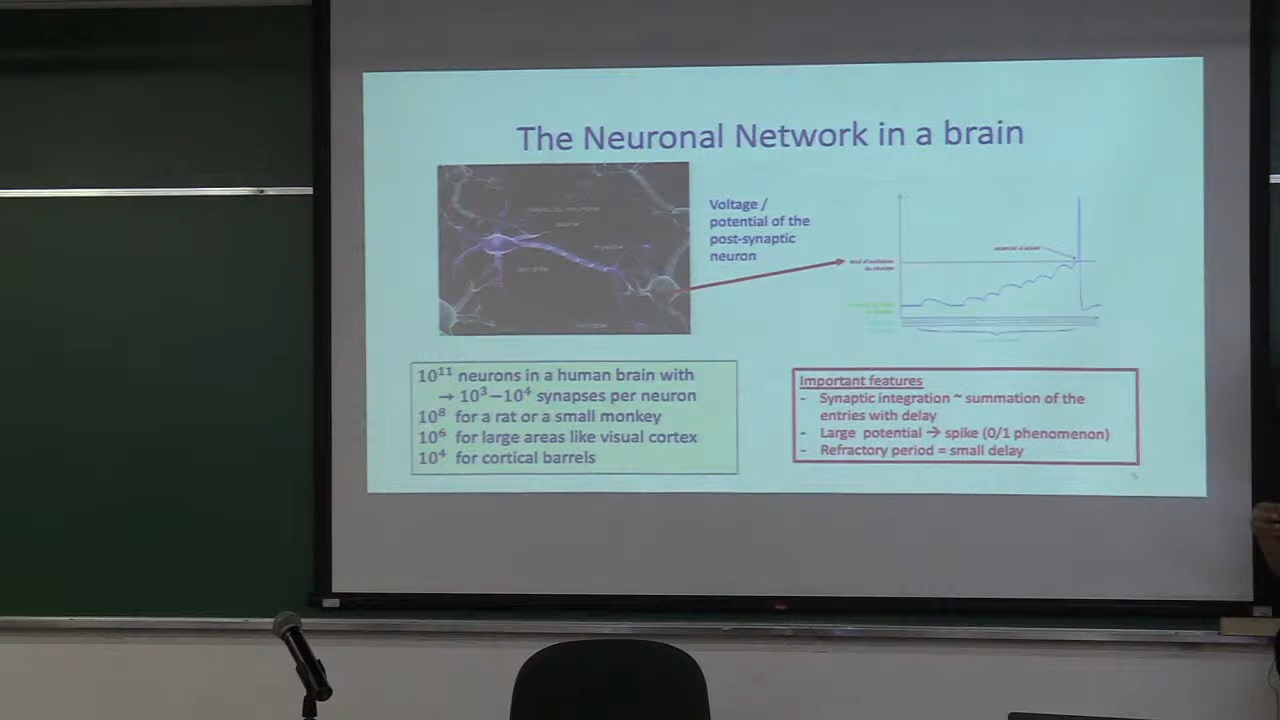 The Neuronal Network in a brain
Voltage /
potential of the
post-synaptic
neuron
10¹¹ neurons in a human brain with
→ 10³–10⁴ synapses per neuron
10⁸ for a rat or a small monkey
10⁶ for large areas like visual cortex
10⁴ for cortical barrels
Important features
- Synaptic integration ~ summation of the
entries with delay
- Large potential → spike (0/1 phenomenon)
- Refractory period = small delay